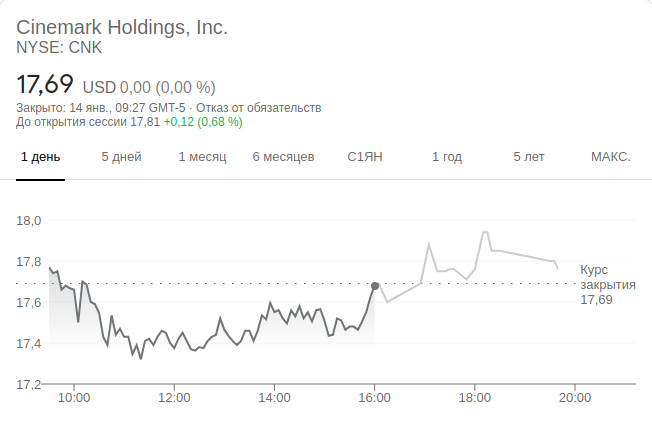 Cinemark Holdings, Inc.
NYSE: CNK
17,69 USD 0,00 (0,00 %)
Закрыто: 14 янв., 09:27 GMT-5 · Отказ от обязательств
До открытия сессии 17,81 +0,12 (0,68 %)
1 день 5 дней 1 месяц 6 месяцев С1ЯН 1 год 5 лет МАКС.
18,0
17,8
17,6
17,4
17,2
Курс
закрытия
17,69
10:00 12:00 14:00 16:00 18:00 20:00